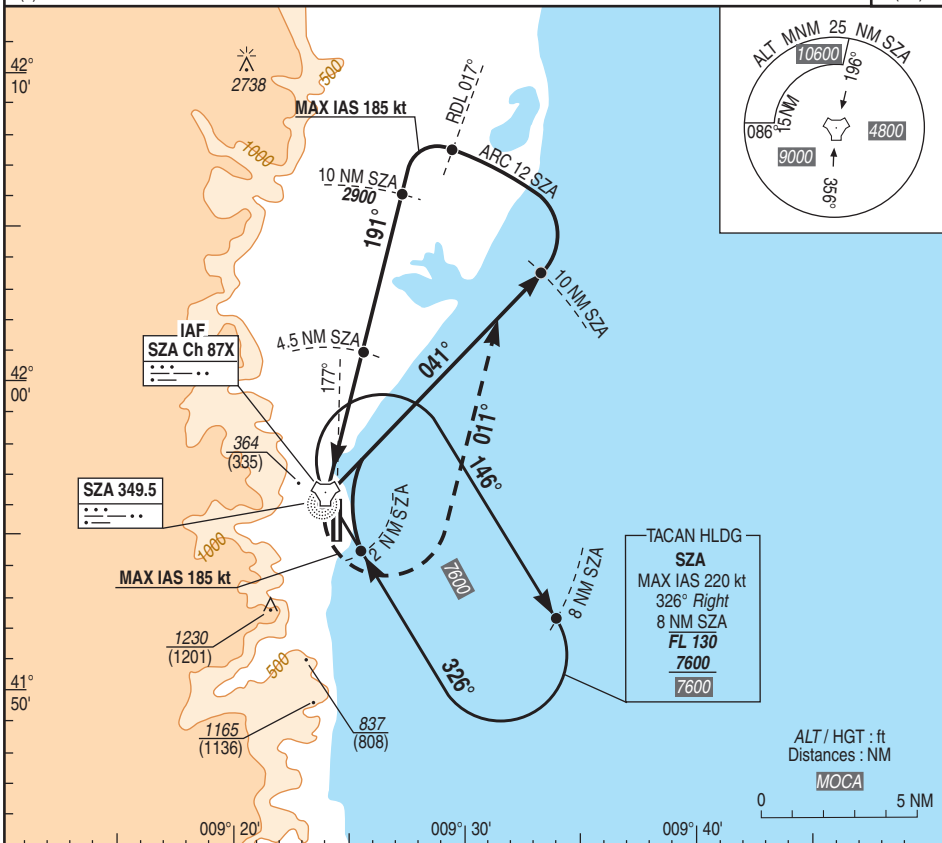 ALT MNM 25 NM SZA
10600
196°
15 NM
086°
4800
9000
356°
42°
10'
2738
500
1000
MAX IAS 185 kt
RDL 017°
ARC 12 SZA
10 NM SZA
2900
191°
10 NM SZA
4.5 NM SZA
177°
041°
011°
IAF
SZA Ch 87X
42°
00'
364
(335)
146°
SZA 349.5
2 NM SZA
1000
MAX IAS 185 kt
7600
8 NM SZA
TACAN HLDG
SZA
MAX IAS 220 kt
326° Right
8 NM SZA
FL 130
7600
7600
1230
(1201)
326°
500
41°
50'
1165
(1136)
837
(808)
ALT / HGT : ft
Distances : NM
MOCA
0 5 NM
009° 20'
009° 30'
009° 40'